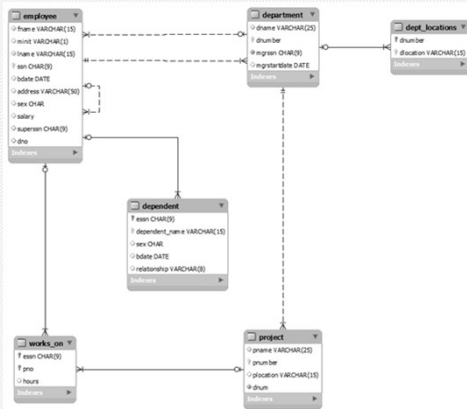 employee
fname VARCHAR(15)
minit VARCHAR(1)
lname VARCHAR(15)
ssn CHAR(9)
bdate DATE
address VARCHAR(50)
sex CHAR
salary
superssn CHAR(9)
dno
Indexes
department
dname VARCHAR(25)
dnumber
mgrssn CHAR(9)
mgrstartdate DATE
Indexes
dept_locations
dnumber
dlocation VARCHAR(15)
Indexes
dependent
essn CHAR(9)
dependent_name VARCHAR(15)
sex CHAR
bdate DATE
relationship VARCHAR(8)
Indexes
works_on
essn CHAR(9)
pno
hours
Indexes
project
pname VARCHAR(25)
pnumber
plocation VARCHAR(15)
dnum
Indexes